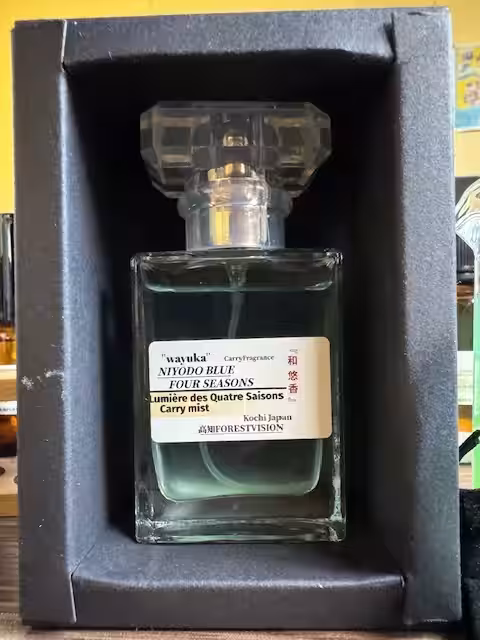 "wayuka" CarryFragrance
NIYODO BLUE
FOUR SEASONS
Lumière des Quatre Saisons
Carry mist
Kochi Japan
高知FORESTVISION
和
悠
香